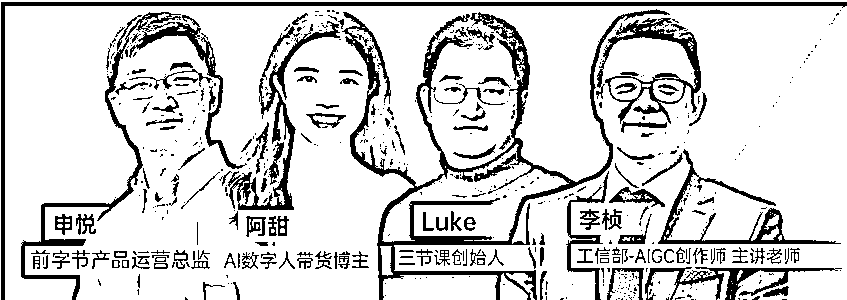 申悦
阿甜
Luke
李桢
前字节产品运营总监
AI数字人带货博主
三节课创始人
工信部-AIGC创作师 主讲老师